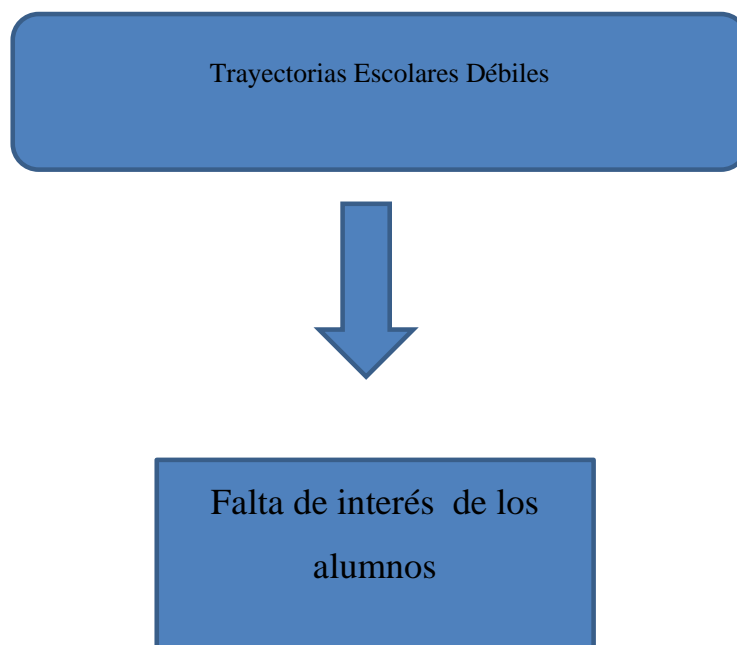 Trayectorias Escolares Débiles
Falta de interés de los
alumnos